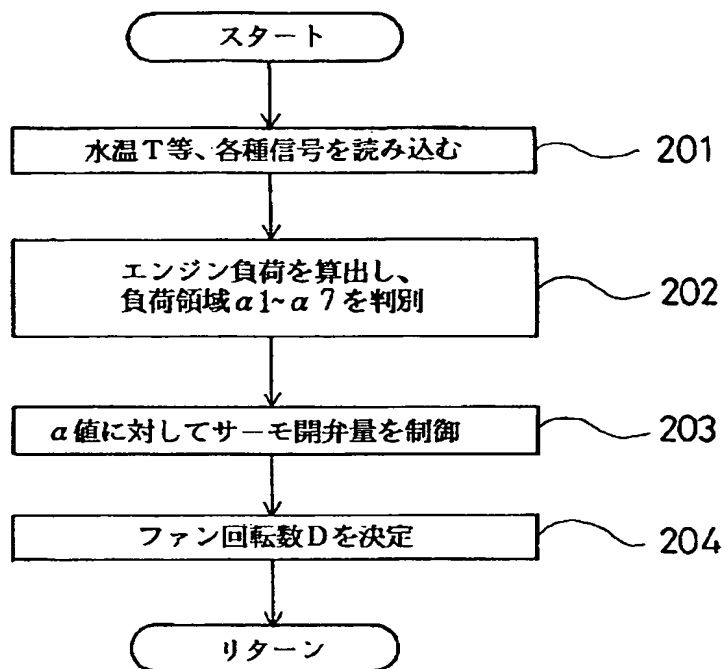 スタート
水温T等、各種信号を読み込む
201
エンジン負荷を算出し、
負荷領域α1~α7を判別
202
α値に対してサーモ開弁量を制御
203
ファン回転数Dを決定
204
リターン